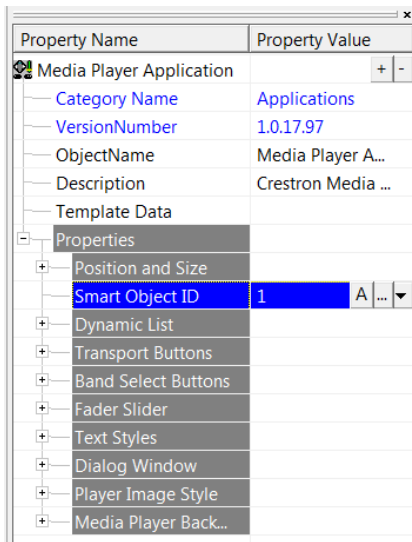 x
Property Name Property Value
Media Player Application + -
Category Name Applications
VersionNumber 1.0.17.97
ObjectName Media Player A...
Description Crestron Media ...
Template Data
Properties
Position and Size
Smart Object ID 1 A ...
Dynamic List
Transport Buttons
Band Select Buttons
Fader Slider
Text Styles
Dialog Window
Player Image Style
Media Player Back...